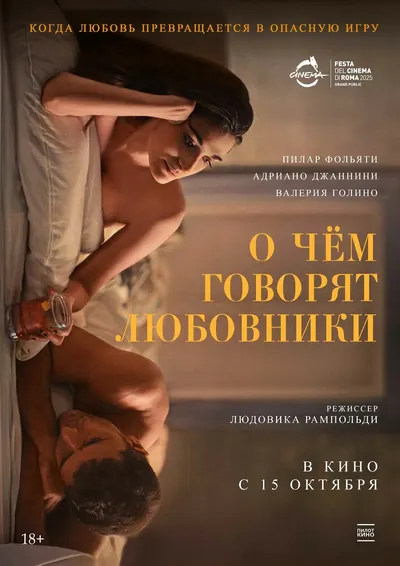 КОГДА ЛЮБОВЬ ПРЕВРАЩАЕТСЯ В ОПАСНУЮ ИГРУ
CINEMA
FESTA
DEL CINEMA
DI ROMA 2025
GRAND PUBLIC
ПИЛАР ФОЛЬЯТИ
АДРИАНО ДЖАННИНИ
ВАЛЕРИЯ ГОЛИНО
О ЧЁМ
ГОВОРЯТ
ЛЮБОВНИКИ
РЕЖИССЕР
ЛЮДОВИКА РАМПОЛЬДИ
В КИНО
С 15 ОКТЯБРЯ
18+
ПИЛОТ
КИНО